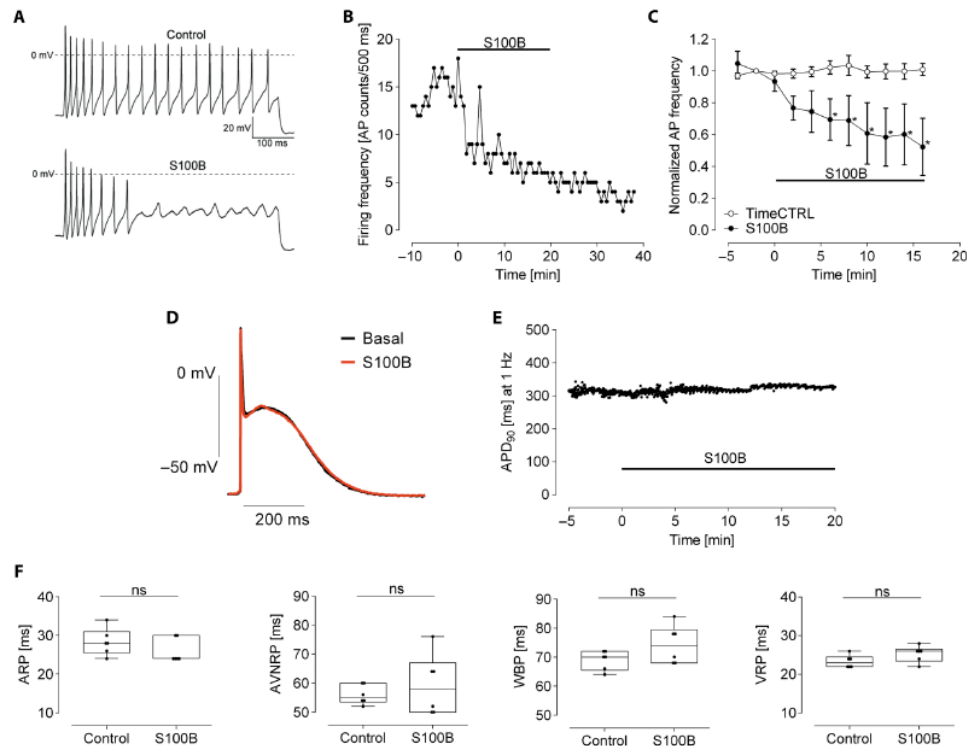 A
Control
0 mV
20 mV
100 ms
S100B
0 mV
B
S100B
Firing frequency [AP counts/500 ms]
20
15
10
5
0
−10 0 10 20 30 40
Time [min]
C
Normalized AP frequency
1.2
1.0
0.8
0.6
0.4
0.2
0.0
* * * * * *
S100B
TimeCTRL
S100B
−5 0 5 10 15 20
Time [min]
D
Basal
S100B
0 mV
−50 mV
200 ms
E
APD90 [ms] at 1 Hz
500
400
300
200
100
0
S100B
−5 0 5 10 15 20
Time [min]
F
ns
ARP [ms]
40
30
20
10
Control S100B
ns
AVNRP [ms]
90
80
70
60
50
Control S100B
ns
WBP [ms]
90
80
70
60
50
Control S100B
ns
VRP [ms]
40
30
20
10
Control S100B